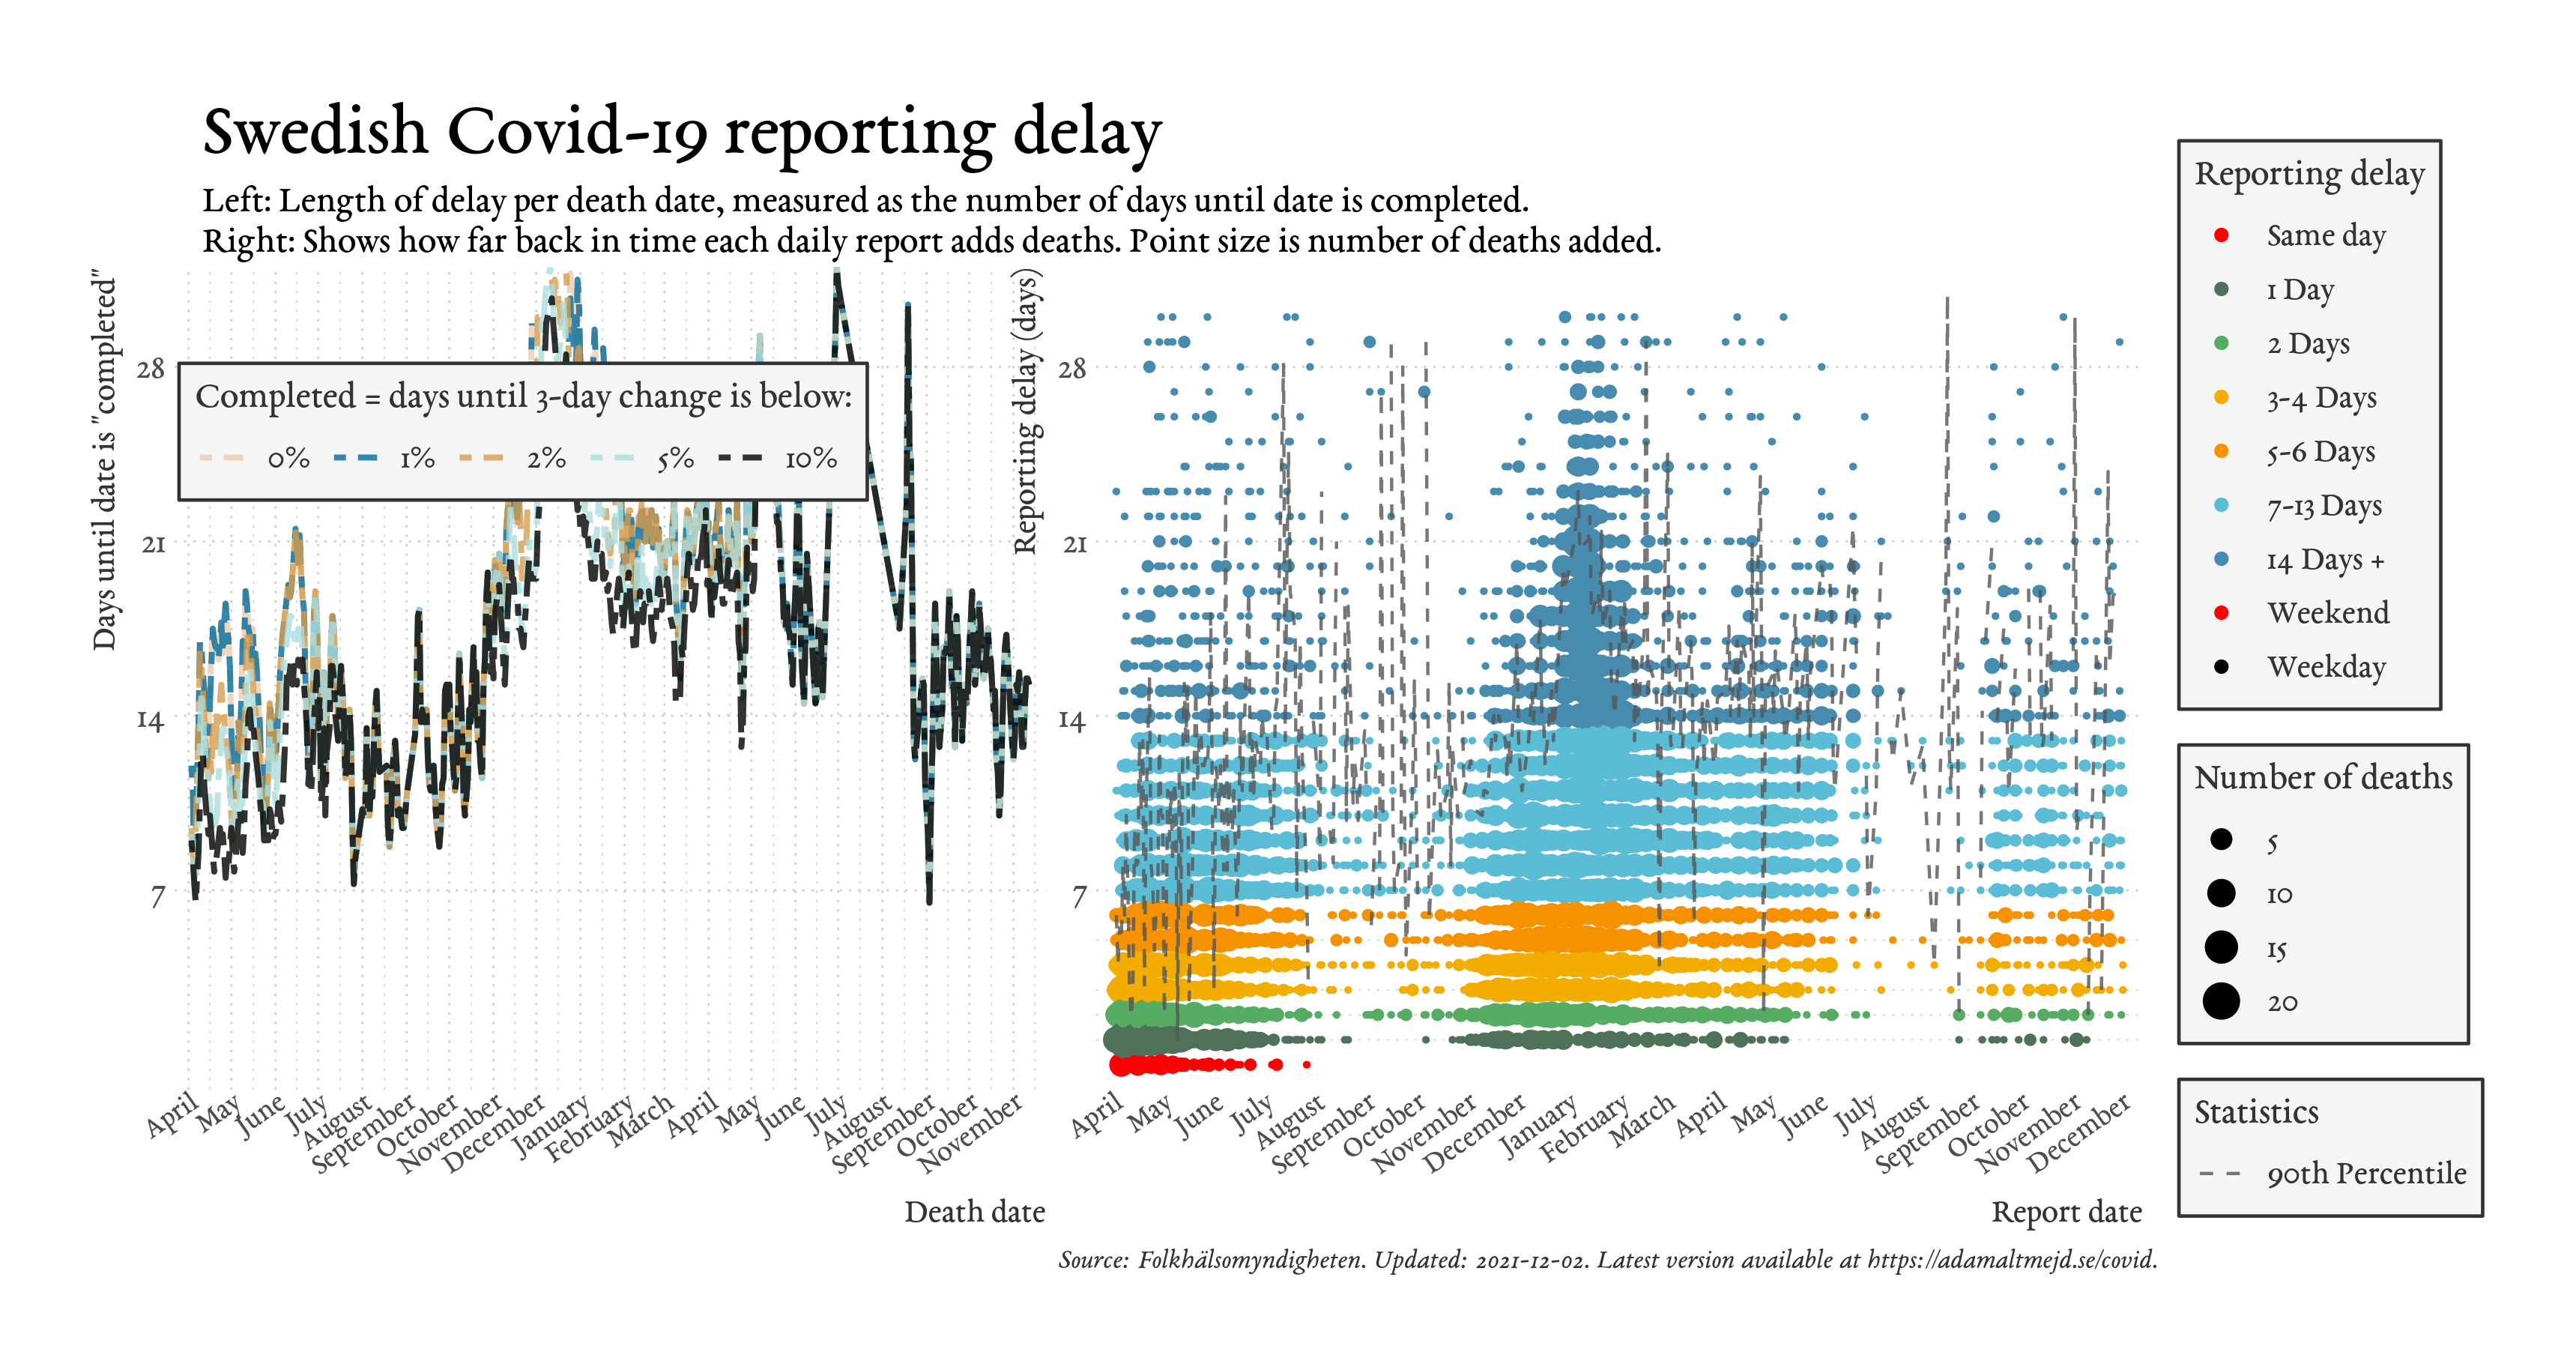 Swedish Covid-19 reporting delay
Left: Length of delay per death date, measured as the number of days until date is completed.
Right: Shows how far back in time each daily report adds deaths. Point size is number of deaths added.
Days until date is "completed"
28
21
14
7
Completed = days until 3-day change is below:
0% 1% 2% 5% 10%
April May June July August September October November December January February March April May June July August September October November
Death date
Reporting delay (days)
28
21
14
7
April May June July August September October November December January February March April May June July August September October November December
Report date
Reporting delay
Same day
1 Day
2 Days
3-4 Days
5-6 Days
7-13 Days
14 Days +
Weekend
Weekday
Number of deaths
5
10
15
20
Statistics
90th Percentile
Source: Folkhälsomyndigheten. Updated: 2021-12-02. Latest version available at https://adamaltmejd.se/covid.